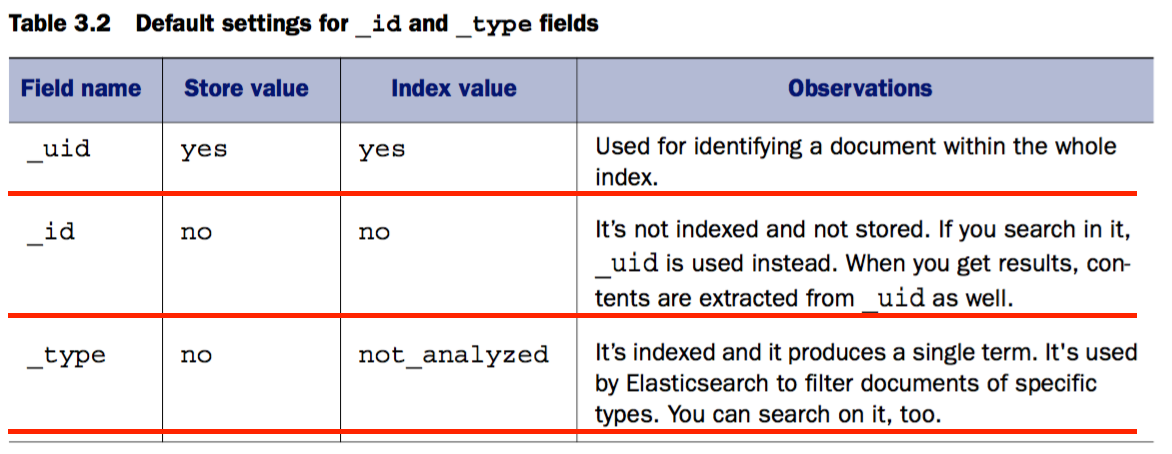 Table 3.2 Default settings for _id and _type fields
Field name Store value Index value Observations
_uid yes yes Used for identifying a document within the whole
index.
_id no no It’s not indexed and not stored. If you search in it,
_uid is used instead. When you get results, con-
tents are extracted from _uid as well.
_type no not_analyzed It’s indexed and it produces a single term. It's used
by Elasticsearch to filter documents of specific
types. You can search on it, too.